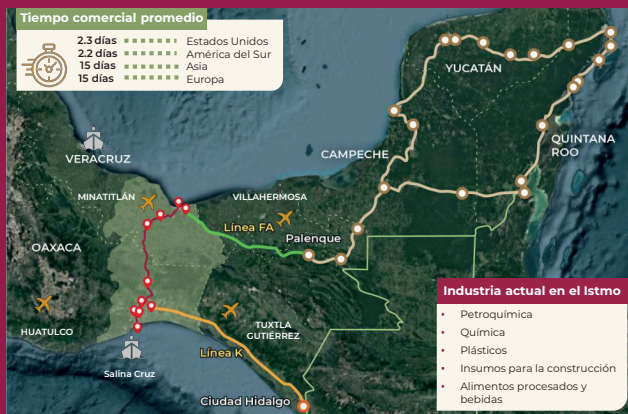 Tiempo comercial promedio
2.3 días Estados Unidos
2.2 días América del Sur
15 días Asia
15 días Europa
YUCATÁN
QUINTANA
ROO
CAMPECHE
VERACRUZ
MINATITLÁN
VILLAHERMOSA
Línea FA
Palenque
OAXACA
HUATULCO
TUXTLA
GUTIÉRREZ
Línea K
Salina Cruz
Ciudad Hidalgo
Industria actual en el Istmo
• Petroquímica
• Química
• Plásticos
• Insumos para la construcción
• Alimentos procesados y
bebidas